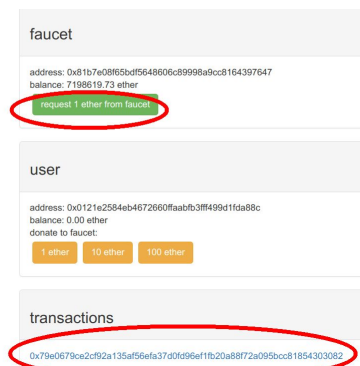 faucet
address: 0x81b7e08f65bdf5648606c89998a9cc8164397647
balance: 7198619.73 ether
request 1 ether from faucet
user
address: 0x0121e2584eb4672660ffaabfb3fff499d1fda88c
balance: 0.00 ether
donate to faucet:
1 ether 10 ether 100 ether
transactions
0x79e0679ce2cf92a135af56efa37d0fd96ef1fb20a88f72a095bcc81854303082